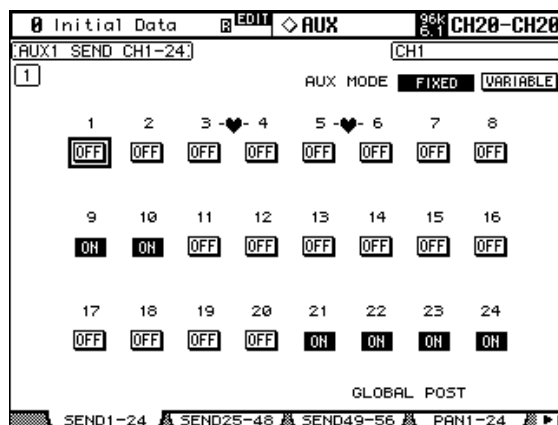 0 Initial Data EDIT AUX 96k 6.1 CH20-CH20
AUX1 SEND CH1-24 CH1
1 AUX MODE FIXED VARIABLE
1 2 3 - ♥ - 4 5 - ♥ - 6 7 8
OFF OFF OFF OFF OFF OFF OFF OFF
9 10 11 12 13 14 15 16
ON ON OFF OFF OFF OFF OFF OFF
17 18 19 20 21 22 23 24
OFF OFF OFF OFF ON ON ON ON
GLOBAL POST
SEND1-24 SEND25-48 SEND49-56 PAN1-24